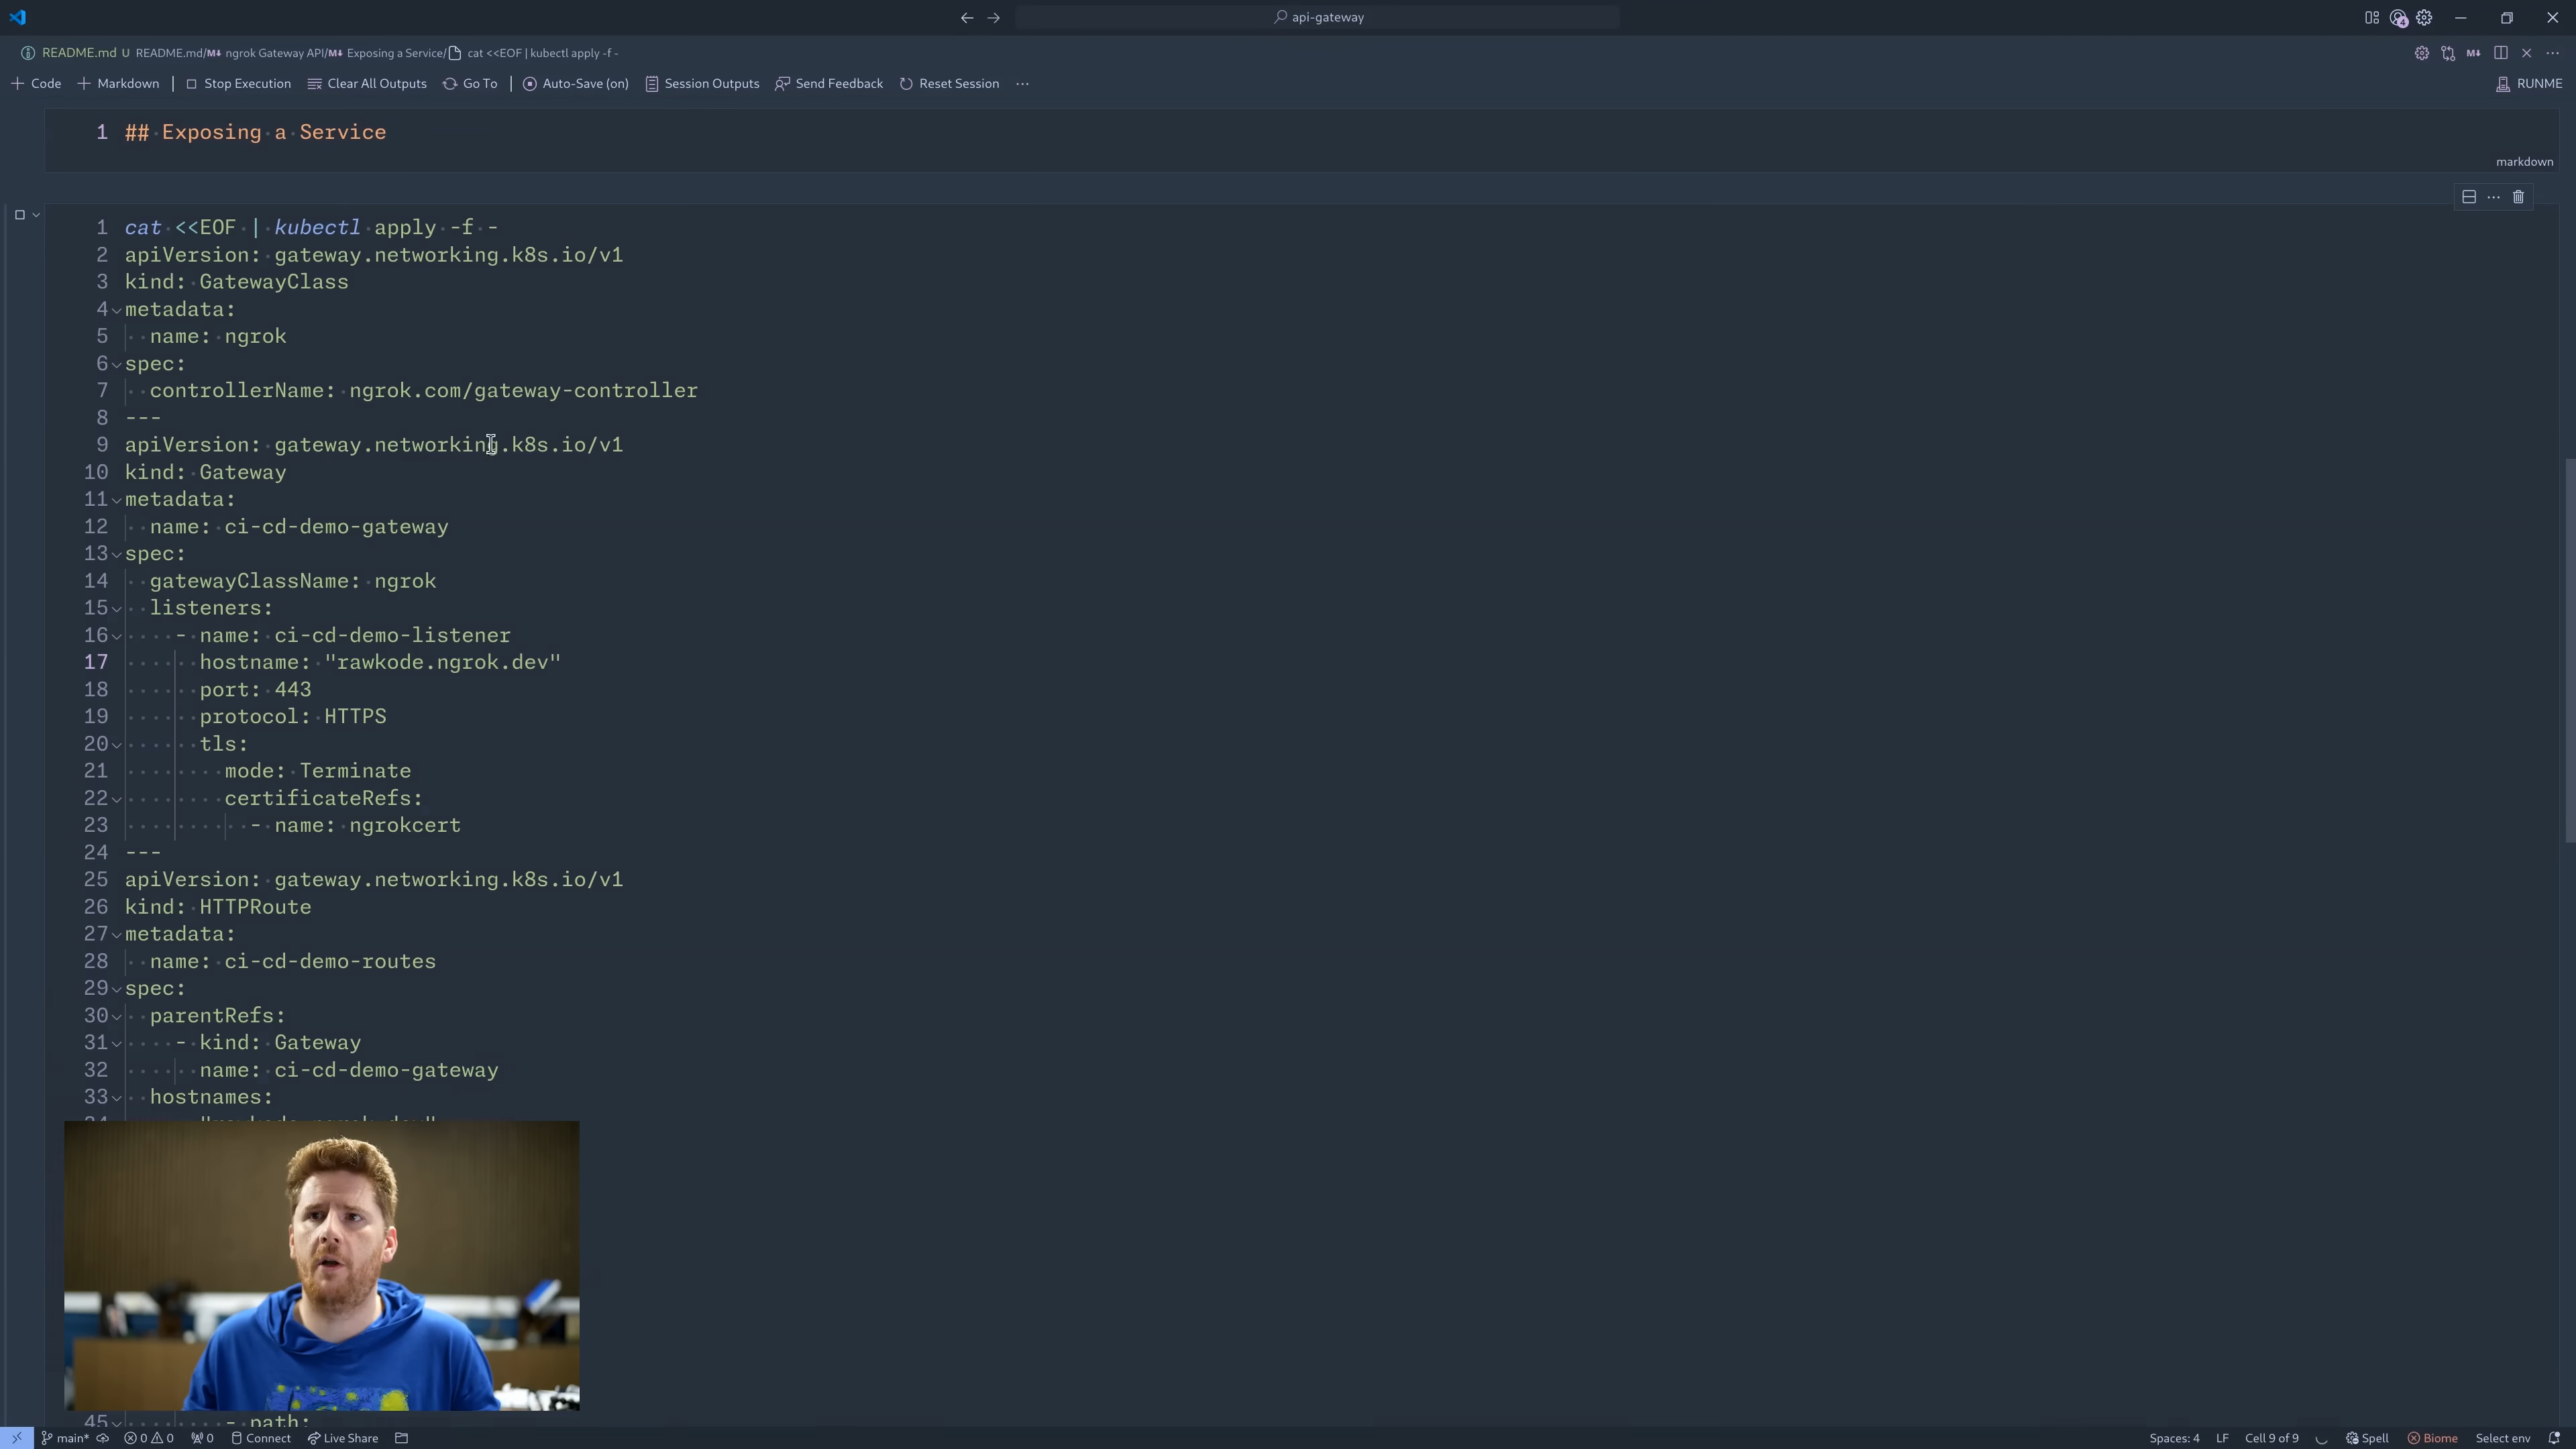 api-gateway
README.md U README.md/ ngrok Gateway API/ Exposing a Service/ cat <<EOF | kubectl apply -f -
Code Markdown Stop Execution Clear All Outputs Go To Auto-Save (on) Session Outputs Send Feedback Reset Session ··· RUNME
1 ## Exposing a Service
markdown
1 cat <<EOF | kubectl apply -f -
2 apiVersion: gateway.networking.k8s.io/v1
3 kind: GatewayClass
4 metadata:
5 name: ngrok
6 spec:
7 controllerName: ngrok.com/gateway-controller
8 ---
9 apiVersion: gateway.networking.k8s.io/v1
10 kind: Gateway
11 metadata:
12 name: ci-cd-demo-gateway
13 spec:
14 gatewayClassName: ngrok
15 listeners:
16 - name: ci-cd-demo-listener
17 hostname: "rawkode.ngrok.dev"
18 port: 443
19 protocol: HTTPS
20 tls:
21 mode: Terminate
22 certificateRefs:
23 - name: ngrokcert
24 ---
25 apiVersion: gateway.networking.k8s.io/v1
26 kind: HTTPRoute
27 metadata:
28 name: ci-cd-demo-routes
29 spec:
30 parentRefs:
31 - kind: Gateway
32 name: ci-cd-demo-gateway
33 hostnames:
45 - path:
main* 0 0 0 Connect Live Share Spaces: 4 LF Cell 9 of 9 Spell Biome Select env